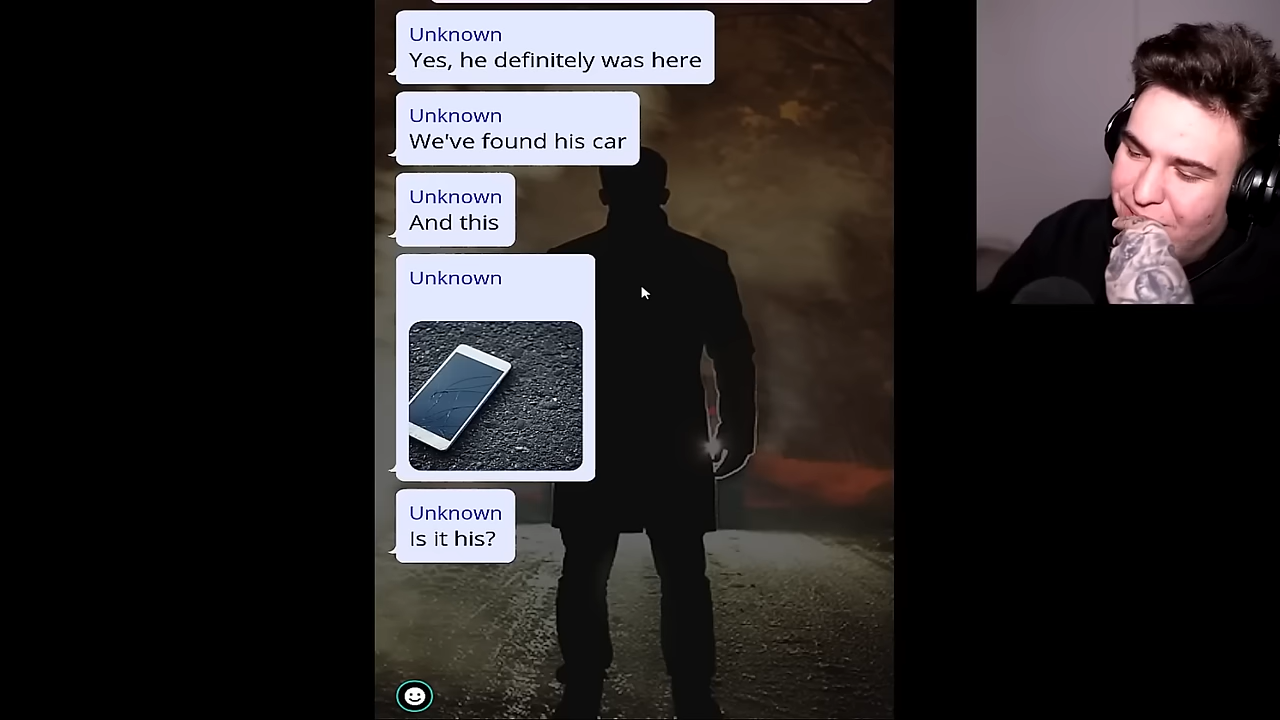 Unknown
Yes, he definitely was here
Unknown
We've found his car
Unknown
And this
Unknown
Unknown
Is it his?